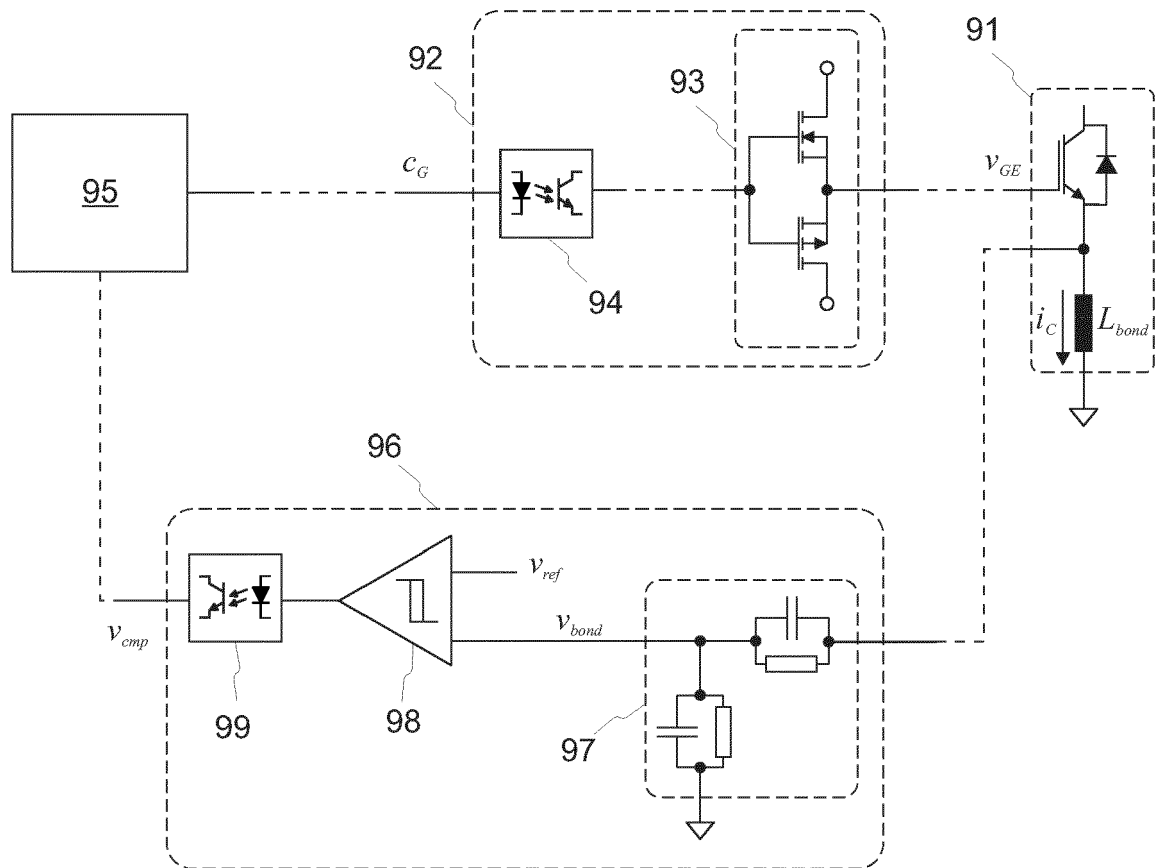 92
93
91
95
c_G
v_GE
94
i_C
L_bond
96
v_ref
v_bond
v_cmp
99
98
97